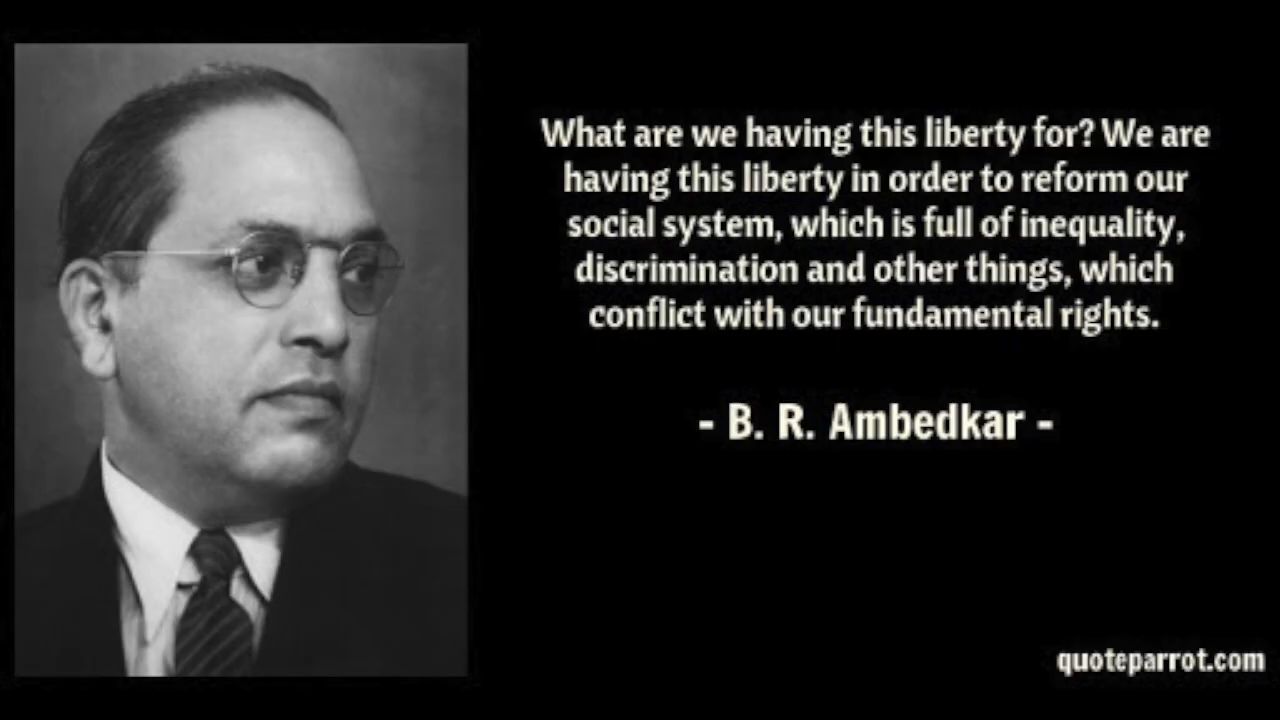 What are we having this liberty for? We are
having this liberty in order to reform our
social system, which is full of inequality,
discrimination and other things, which
conflict with our fundamental rights.
- B. R. Ambedkar -
quoteparrot.com